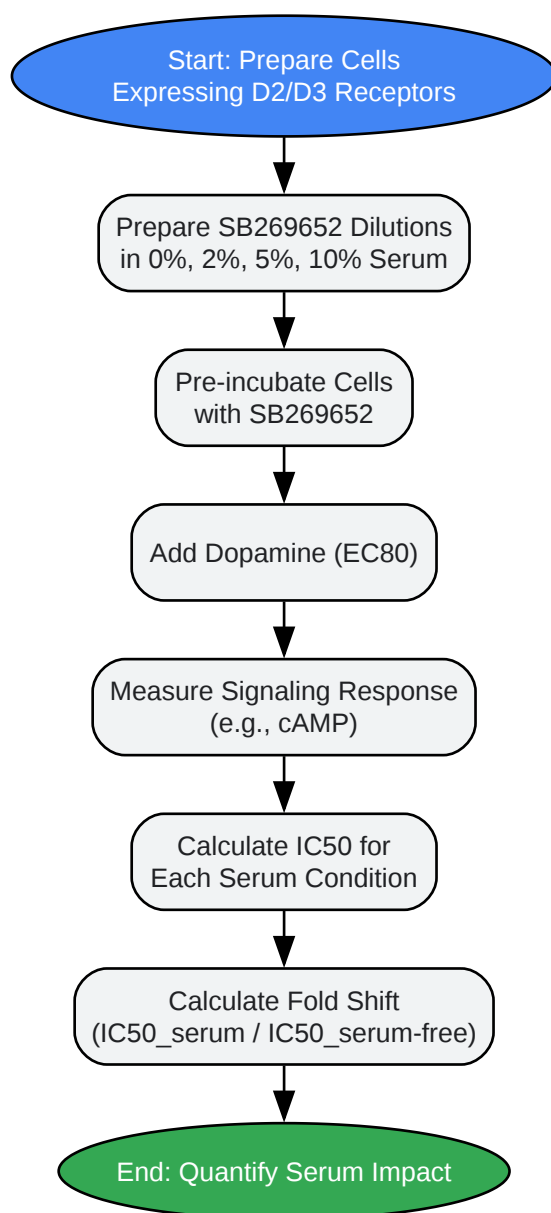 Start: Prepare Cells
Expressing D2/D3 Receptors
Prepare SB269652 Dilutions
in 0%, 2%, 5%, 10% Serum
Pre-incubate Cells
with SB269652
Add Dopamine (EC80)
Measure Signaling Response
(e.g., cAMP)
Calculate IC50 for
Each Serum Condition
Calculate Fold Shift
(IC50_serum / IC50_serum-free)
End: Quantify Serum Impact